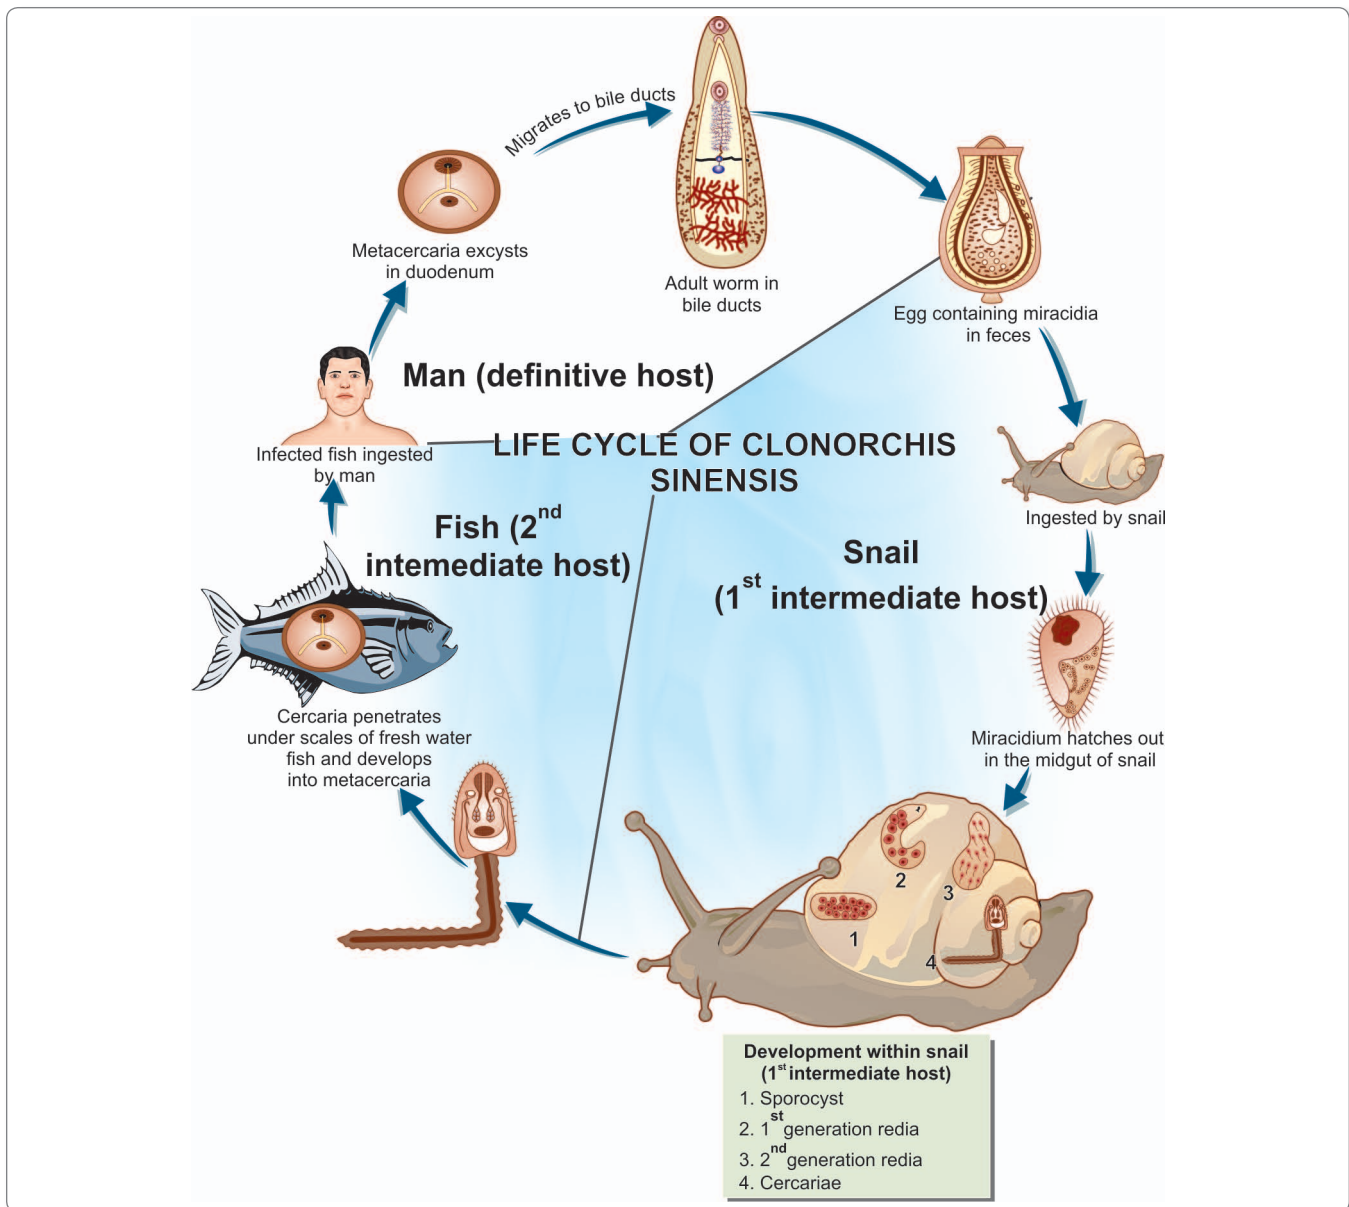 Migrates to bile ducts
Metacercaria excysts
in duodenum
Adult worm in
bile ducts
Egg containing miracidia
in feces
Man (definitive host)
Infected fish ingested
by man
LIFE CYCLE OF CLONORCHIS
SINENSIS
Ingested by snail
Fish (2nd
intemediate host)
Snail
(1st intermediate host)
Cercaria penetrates
under scales of fresh water
fish and develops
into metacercaria
Miracidium hatches out
in the midgut of snail
2
3
1
4
Development within snail
(1st intermediate host)
1. Sporocyst
2. 1st generation redia
3. 2nd generation redia
4. Cercariae